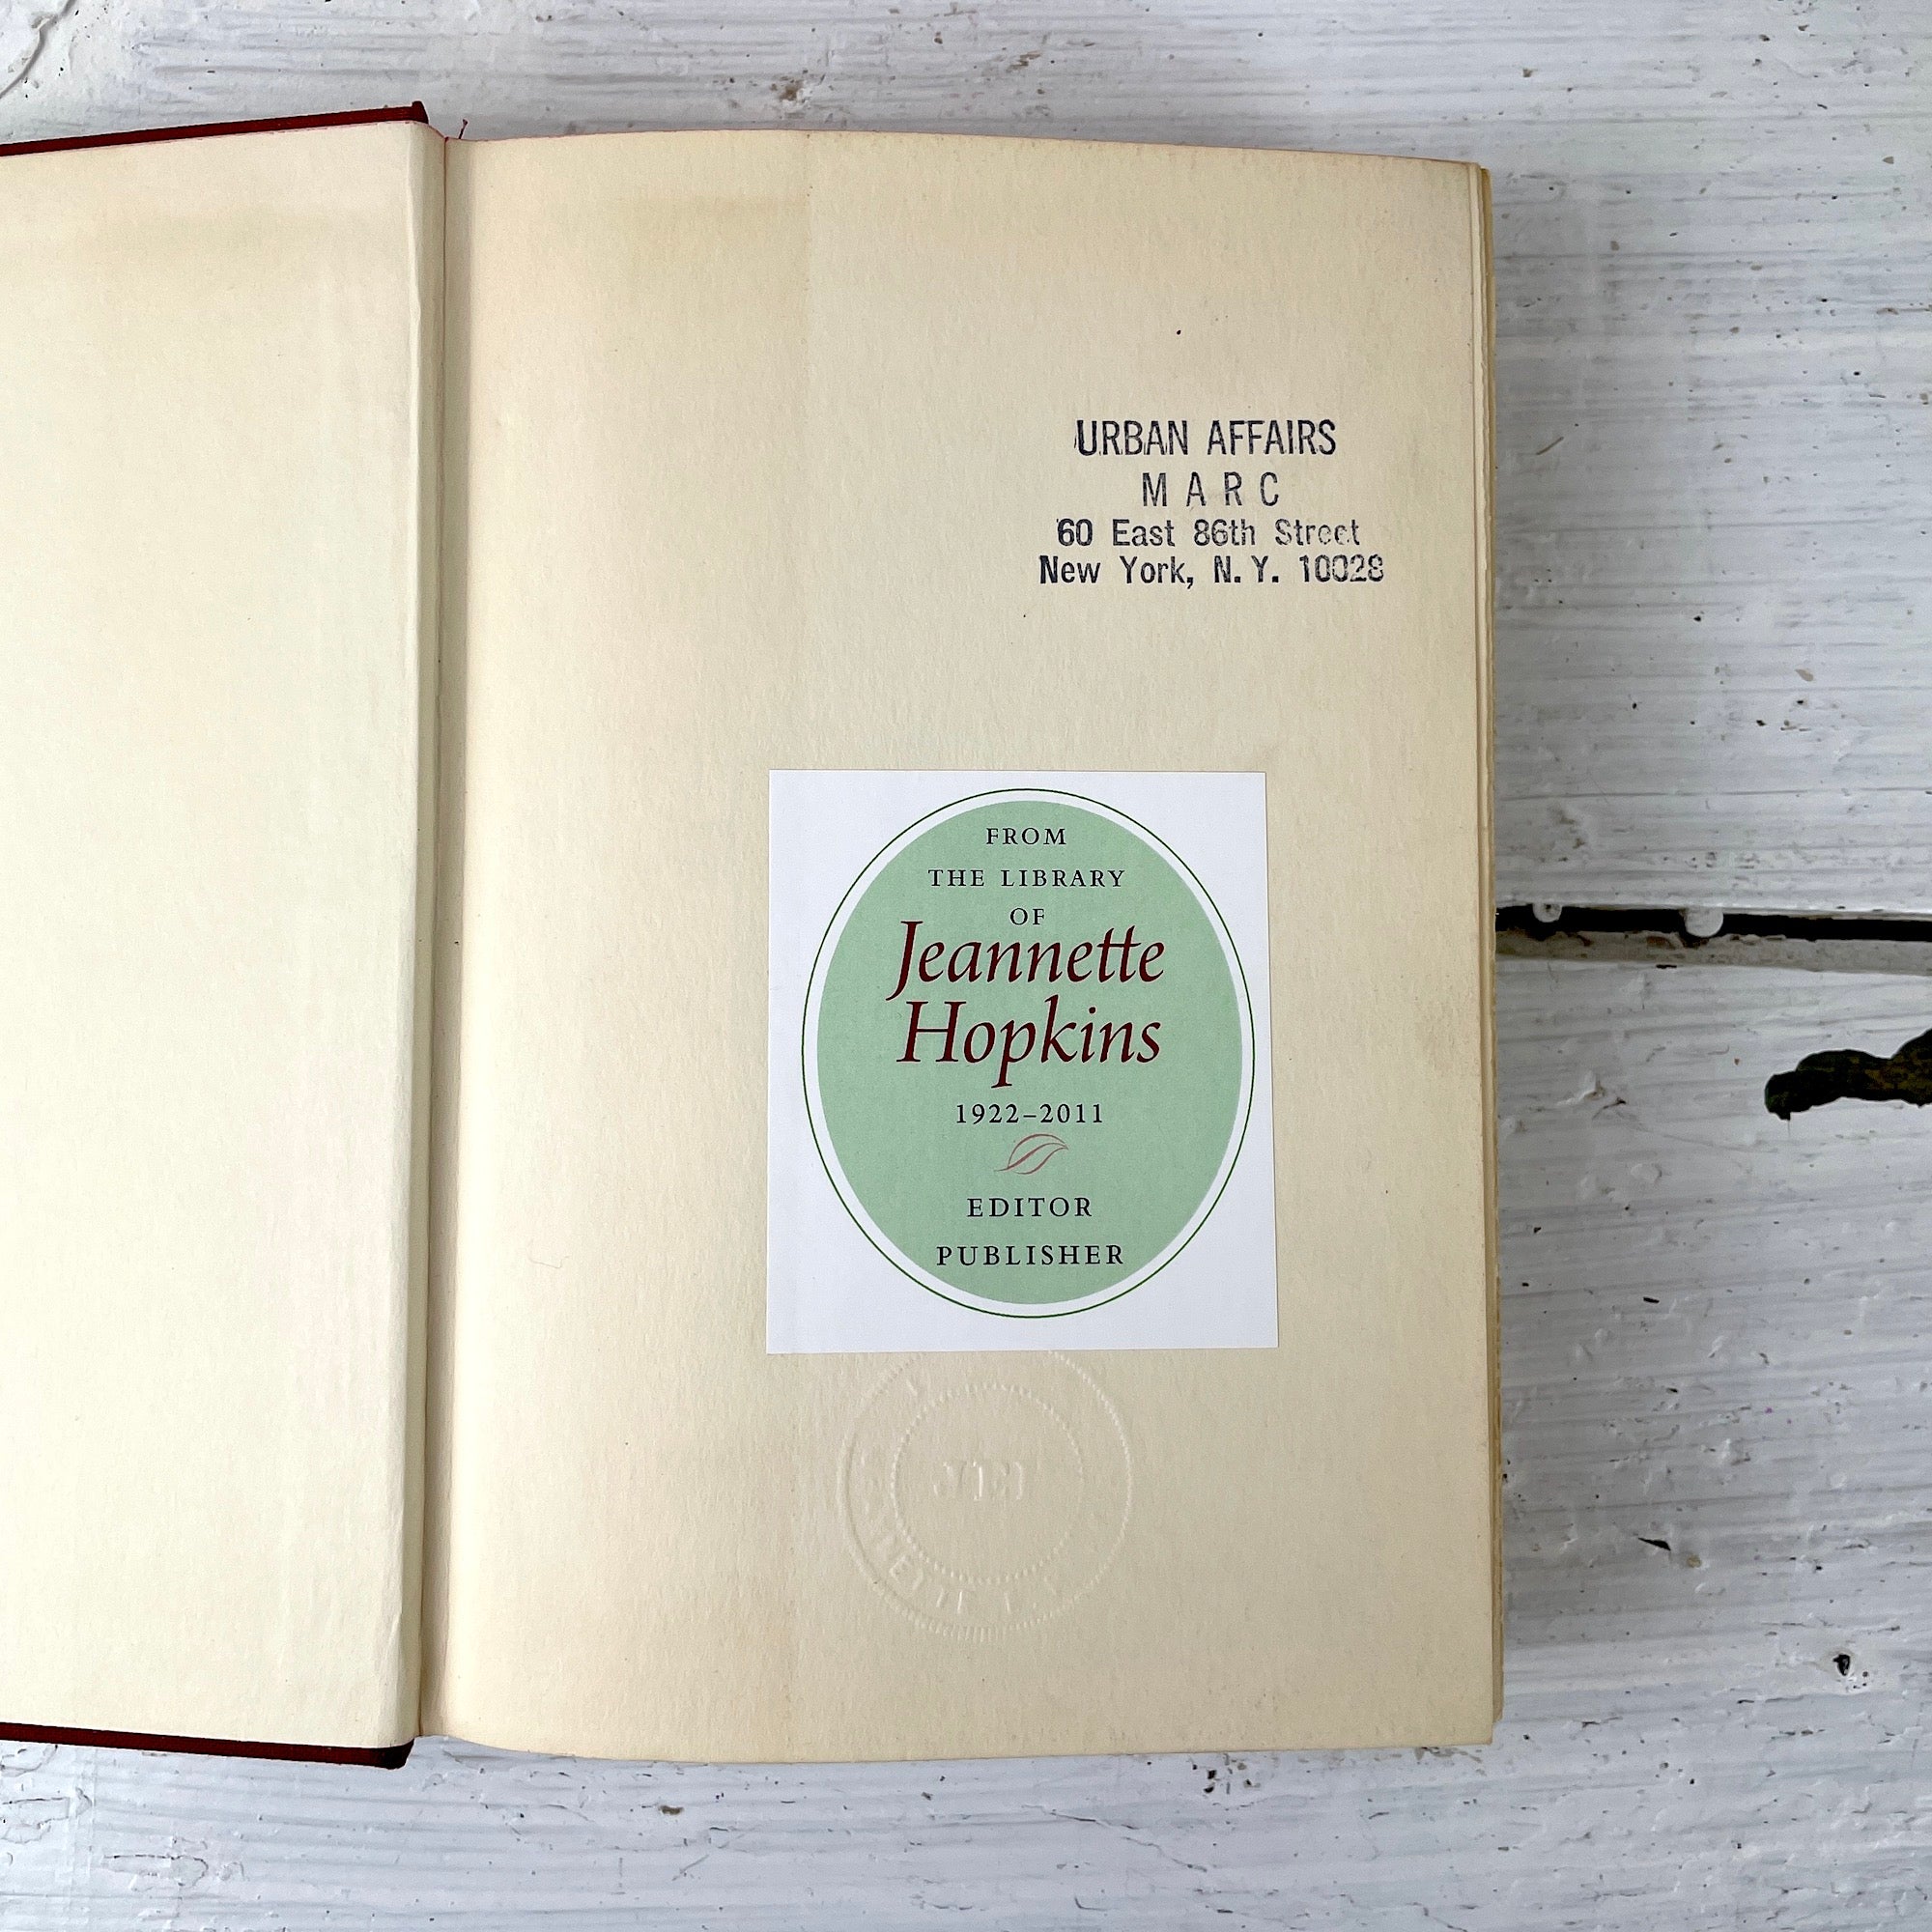 URBAN AFFAIRS
M A R C
60 East 86th Street
New York, N.Y. 10028
FROM
THE LIBRARY
OF
Jeannette
Hopkins
1922–2011
EDITOR
PUBLISHER